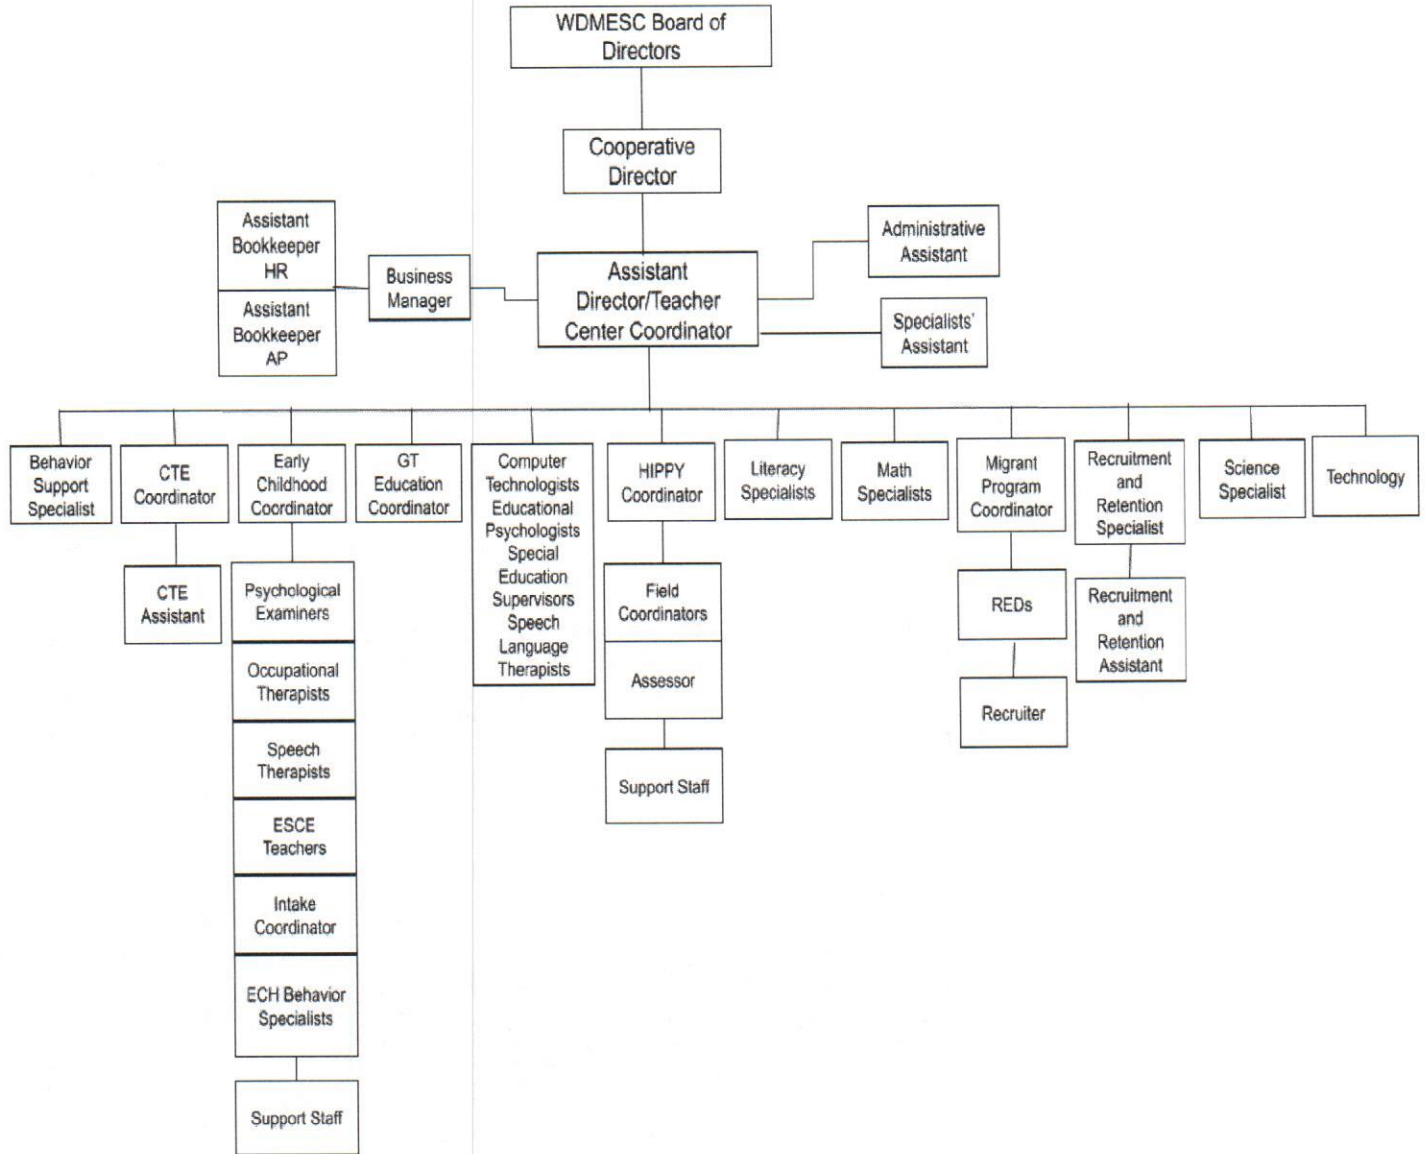 WDMESC Board of
Directors
Cooperative
Director
Assistant
Bookkeeper
HR
Assistant
Bookkeeper
AP
Business
Manager
Assistant
Director/Teacher
Center Coordinator
Administrative
Assistant
Specialists'
Assistant
Behavior
Support
Specialist
CTE
Coordinator
CTE
Assistant
Early
Childhood
Coordinator
Psychological
Examiners
Occupational
Therapists
Speech
Therapists
ESCE
Teachers
Intake
Coordinator
ECH Behavior
Specialists
Support Staff
GT
Education
Coordinator
Computer
Technologists
Educational
Psychologists
Special
Education
Supervisors
Speech
Language
Therapists
HIPPY
Coordinator
Field
Coordinators
Assessor
Support Staff
Literacy
Specialists
Math
Specialists
Migrant
Program
Coordinator
REDs
Recruiter
Recruitment
and
Retention
Specialist
Recruitment
and
Retention
Assistant
Science
Specialist
Technology